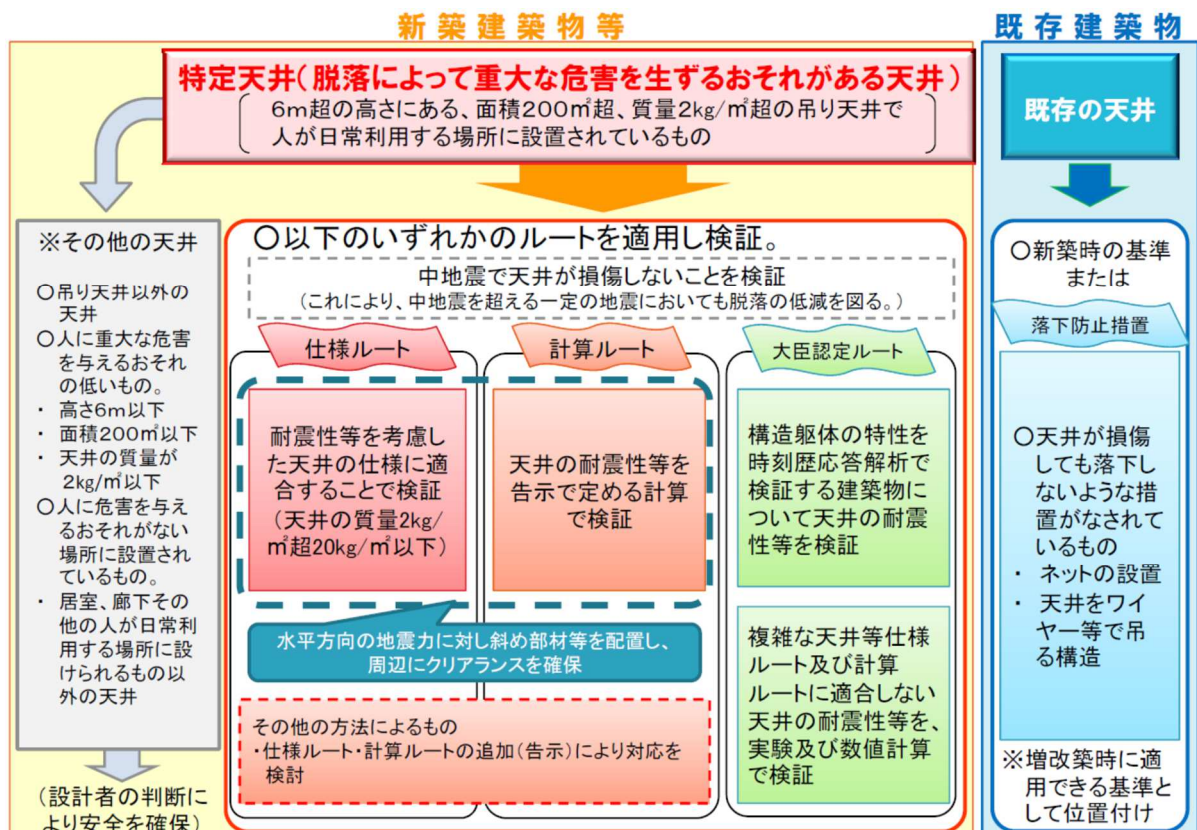 新築建築物等
特定天井(脱落によって重大な危害を生ずるおそれがある天井)
6m超の高さにある、面積200㎡超、質量2kg/㎡超の吊り天井で
人が日常利用する場所に設置されているもの
※その他の天井
○吊り天井以外の
天井
○人に重大な危害
を与えるおそれ
の低いもの。
・ 高さ6m以下
・ 面積200㎡以下
・ 天井の質量が
2kg/㎡以下
○人に危害を与え
るおそれがない
場所に設置され
ているもの。
・ 居室、廊下その
他の人が日常利
用する場所に設
けられるもの以
外の天井
(設計者の判断に
より安全を確保)
○以下のいずれかのルートを適用し検証。
中地震で天井が損傷しないことを検証
(これにより、中地震を超える一定の地震においても脱落の低減を図る。)
仕様ルート
耐震性等を考慮し
た天井の仕様に適
合することで検証
(天井の質量2kg/
㎡超20kg/㎡以下)
計算ルート
天井の耐震性等を
告示で定める計算
で検証
水平方向の地震力に対し斜め部材等を配置し、
周辺にクリアランスを確保
その他の方法によるもの
・仕様ルート・計算ルートの追加(告示)により対応を
検討
大臣認定ルート
構造躯体の特性を
時刻歴応答解析で
検証する建築物に
ついて天井の耐震
性等を検証
複雑な天井等仕様
ルート及び計算
ルートに適合しない
天井の耐震性等を、
実験及び数値計算
で検証
既存建築物
既存の天井
○新築時の基準
または
落下防止措置
○天井が損傷
しても落下し
ないような措
置がなされて
いるもの
・ ネットの設置
・ 天井をワイ
ヤー等で吊
る構造
※増改築時に適
用できる基準と
して位置付け